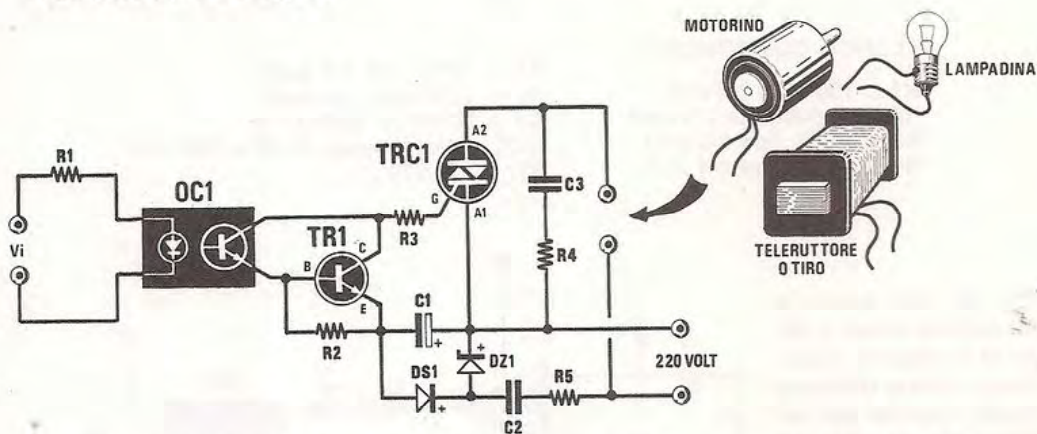 MOTORINO
LAMPADINA
TELERUTTORE
O TIRO
R1
OC1
Vi
TR1
B
C
E
R2
R3
TRC1
A2
G
A1
C3
R4
C1
+
DS1
+
DZ1
+
C2
R5
220 VOLT